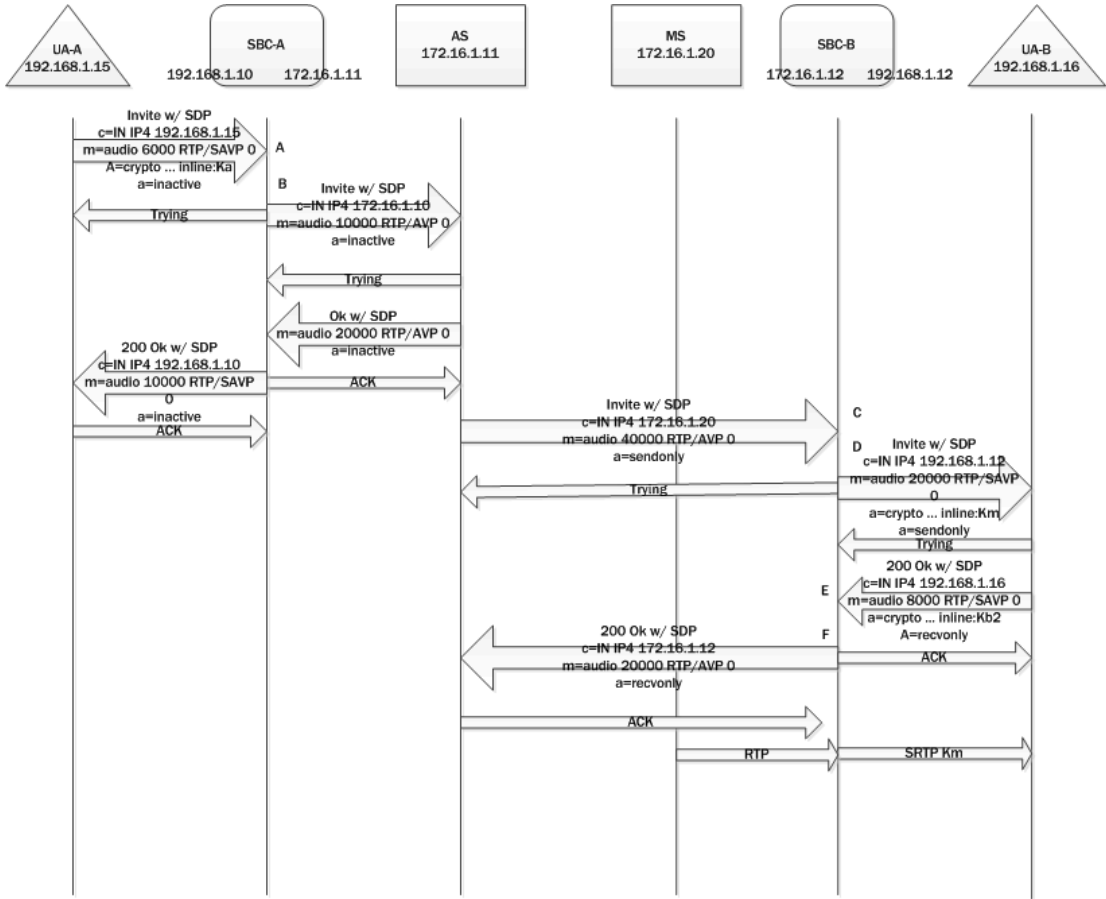 UA-A
192.168.1.15
SBC-A
192.168.1.10 172.16.1.11
AS
172.16.1.11
MS
172.16.1.20
SBC-B
172.16.1.12 192.168.1.12
UA-B
192.168.1.16
Invite w/ SDP
c=IN IP4 192.168.1.15
m=audio 6000 RTP/SAVP 0
A=crypto ... inline:Ka
a=inactive
A
B
Invite w/ SDP
c=IN IP4 172.16.1.10
m=audio 10000 RTP/AVP 0
a=inactive
Trying
Trying
Ok w/ SDP
m=audio 20000 RTP/AVP 0
a=inactive
200 Ok w/ SDP
c=IN IP4 192.168.1.10
m=audio 10000 RTP/SAVP
0
a=inactive
ACK
ACK
Invite w/ SDP
c=IN IP4 172.16.1.20
m=audio 40000 RTP/AVP 0
a=sendonly
C
D
Invite w/ SDP
c=IN IP4 192.168.1.12
m=audio 20000 RTP/SAVP
0
a=crypto ... inline:Km
a=sendonly
Trying
Trying
200 Ok w/ SDP
c=IN IP4 192.168.1.16
m=audio 8000 RTP/SAVP 0
a=crypto ... inline:Kb2
A=recvonly
E
F
200 Ok w/ SDP
c=IN IP4 172.16.1.12
m=audio 20000 RTP/AVP 0
a=recvonly
ACK
ACK
RTP
SRTP Km